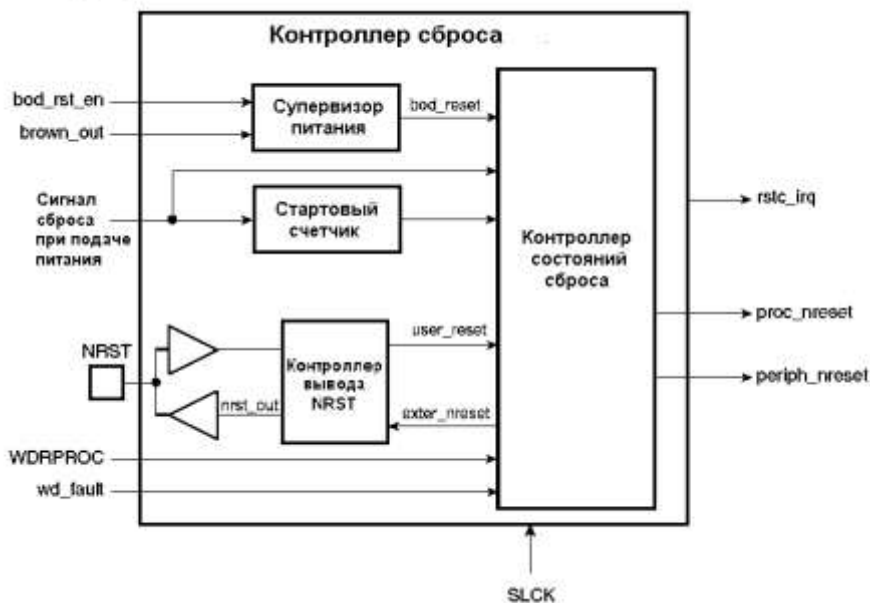 Контроллер сброса
bod_rst_en
brown_out
Супервизор
питания
bod_reset
Сигнал
сброса
при подаче
питания
Стартовый
счетчик
Контроллер
состояний
сброса
rstc_irq
proc_nreset
periph_nreset
NRST
Контроллер
вывода
NRST
user_reset
nrst_out
exter_nreset
WDRPROC
wd_fault
SLCK